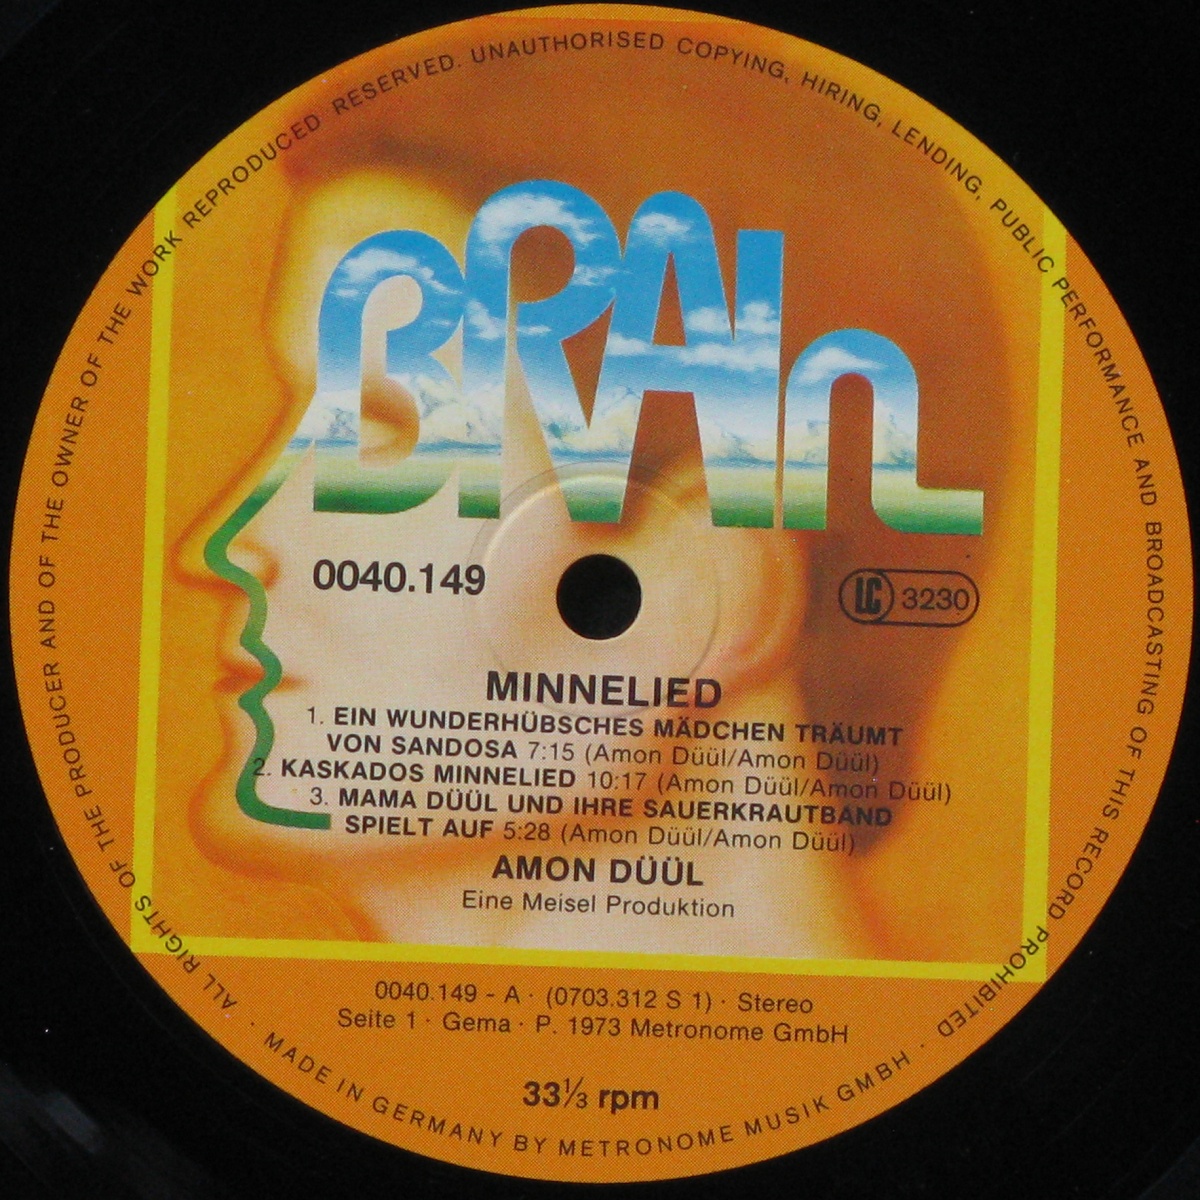 BRAIN
0040.149
LC 3230
MINNELIED
1. EIN WUNDERHÜBSCHES MÄDCHEN TRÄUMT
VON SANDOSA 7:15 (Amon Düül/Amon Düül)
2. KASKADOS MINNELIED 10:17 (Amon Düül/Amon Düül)
3. MAMA DÜÜL UND IHRE SAUERKRAUTBAND
SPIELT AUF 5:28 (Amon Düül/Amon Düül)
AMON DÜÜL
Eine Meisel Produktion
0040.149 - A · (0703.312 S 1) · Stereo
Seite 1 · Gema · P. 1973 Metronome GmbH
33⅓ rpm
ALL RIGHTS OF THE PRODUCER AND OF THE OWNER OF THE WORK REPRODUCED RESERVED. UNAUTHORISED COPYING, HIRING, LENDING, PUBLIC PERFORMANCE AND BROADCASTING OF THIS RECORD PROHIBITED ·
MADE IN GERMANY BY METRONOME MUSIK GMBH ·